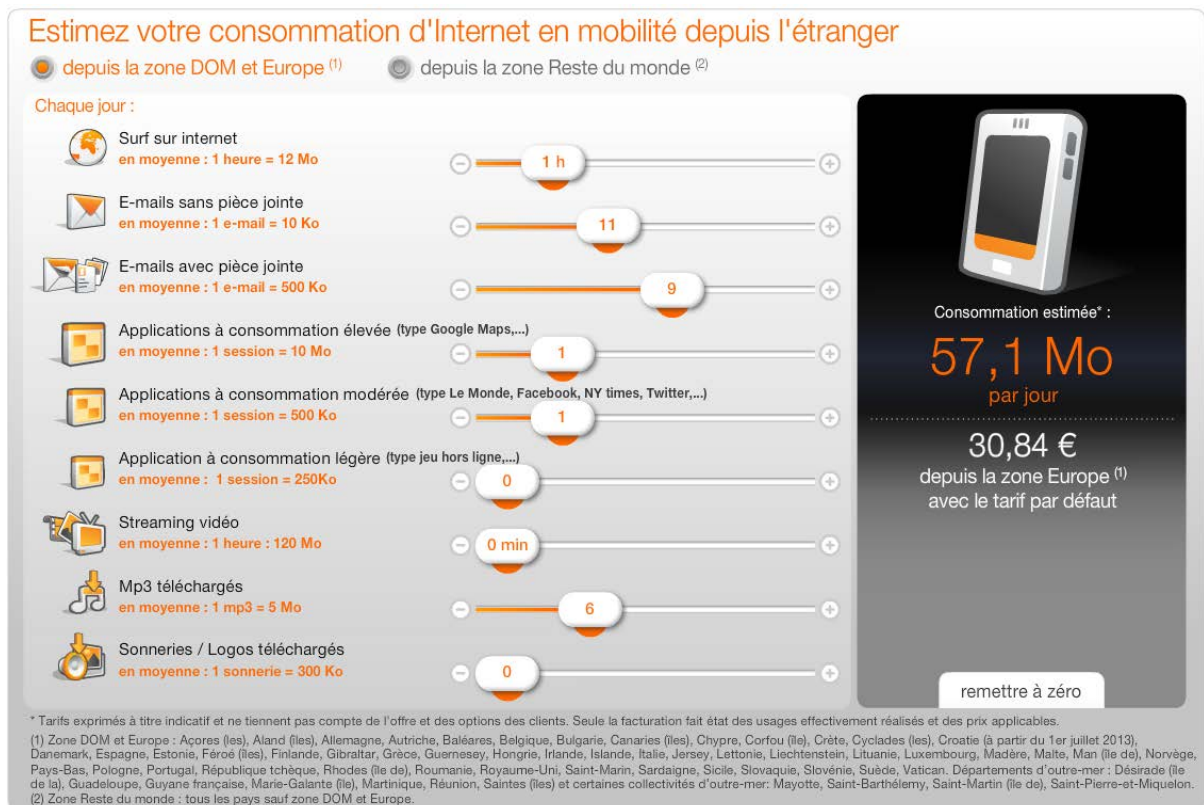 Estimez votre consommation d'Internet en mobilité depuis l'étranger
depuis la zone DOM et Europe (1)
depuis la zone Reste du monde (2)
Chaque jour :
Surf sur internet
en moyenne : 1 heure = 12 Mo
1 h
E-mails sans pièce jointe
en moyenne : 1 e-mail = 10 Ko
11
E-mails avec pièce jointe
en moyenne : 1 e-mail = 500 Ko
9
Applications à consommation élevée (type Google Maps,...)
en moyenne : 1 session = 10 Mo
1
Applications à consommation modérée (type Le Monde, Facebook, NY times, Twitter,...)
en moyenne : 1 session = 500 Ko
1
Application à consommation légère (type jeu hors ligne,...)
en moyenne : 1 session = 250Ko
0
Streaming vidéo
en moyenne : 1 heure : 120 Mo
0 min
Mp3 téléchargés
en moyenne : 1 mp3 = 5 Mo
6
Sonneries / Logos téléchargés
en moyenne : 1 sonnerie = 300 Ko
0
Consommation estimée* :
57,1 Mo
par jour
30,84 €
depuis la zone Europe (1)
avec le tarif par défaut
remettre à zéro
* Tarifs exprimés à titre indicatif et ne tiennent pas compte de l'offre et des options des clients. Seule la facturation fait état des usages effectivement réalisés et des prix applicables.
(1) Zone DOM et Europe : Açores (les), Aland (îles), Allemagne, Autriche, Baléares, Belgique, Bulgarie, Canaries (îles), Chypre, Corfou (île), Crète, Cyclades (les), Croatie (à partir du 1er juillet 2013),
Danemark, Espagne, Estonie, Féroé (îles), Finlande, Gibraltar, Grèce, Guernesey, Hongrie, Irlande, Islande, Italie, Jersey, Lettonie, Liechtenstein, Lituanie, Luxembourg, Madère, Malte, Man (île de), Norvège,
Pays-Bas, Pologne, Portugal, République tchèque, Rhodes (île de), Roumanie, Royaume-Uni, Saint-Marin, Sardaigne, Sicile, Slovaquie, Slovénie, Suède, Vatican. Départements d'outre-mer : Désirade (île
de la), Guadeloupe, Guyane française, Marie-Galante (île), Martinique, Réunion, Saintes (îles) et certaines collectivités d'outre-mer: Mayotte, Saint-Barthélemy, Saint-Martin (île de), Saint-Pierre-et-Miquelon.
(2) Zone Reste du monde : tous les pays sauf zone DOM et Europe.